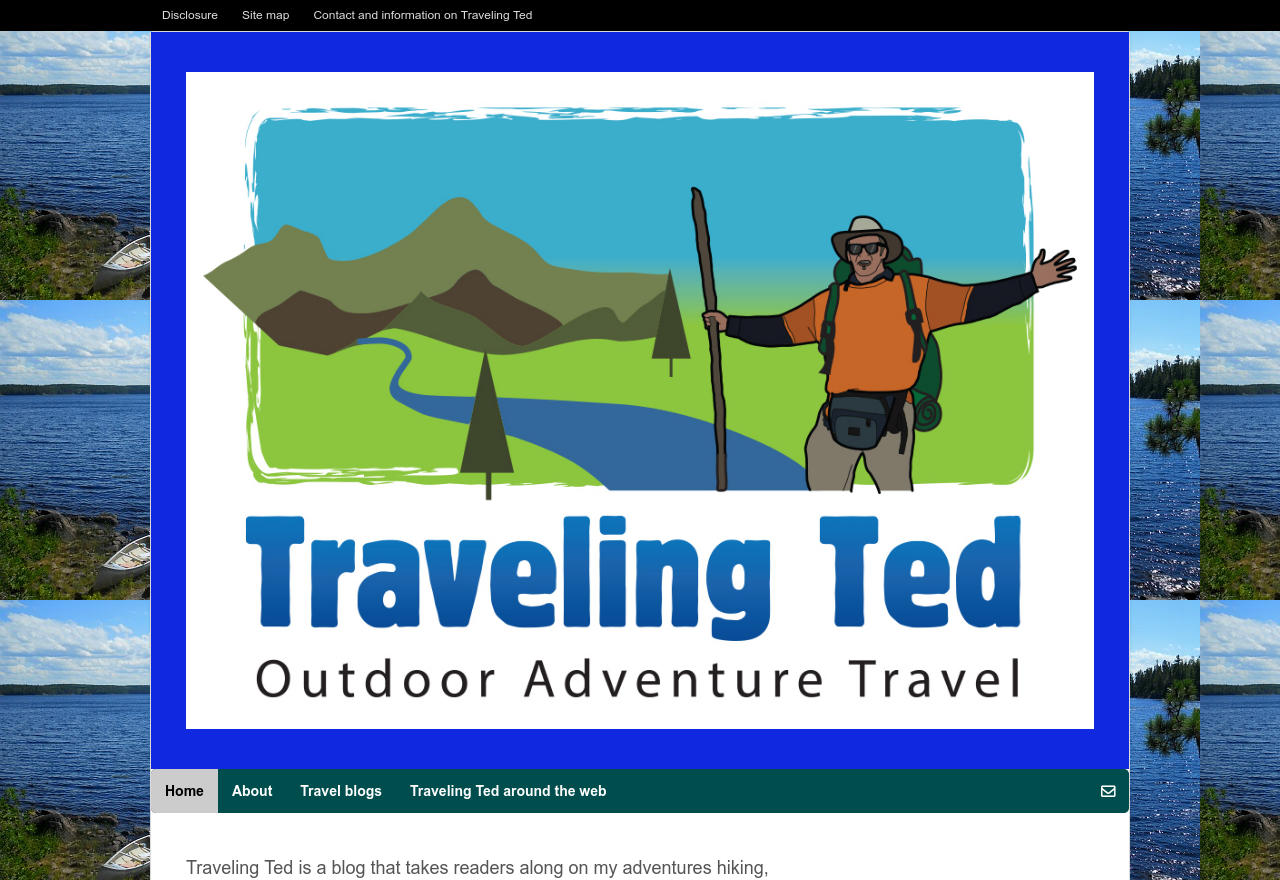 Disclosure Site map Contact and information on Traveling Ted
Traveling Ted
Outdoor Adventure Travel
Home About Travel blogs Traveling Ted around the web
Traveling Ted is a blog that takes readers along on my adventures hiking,